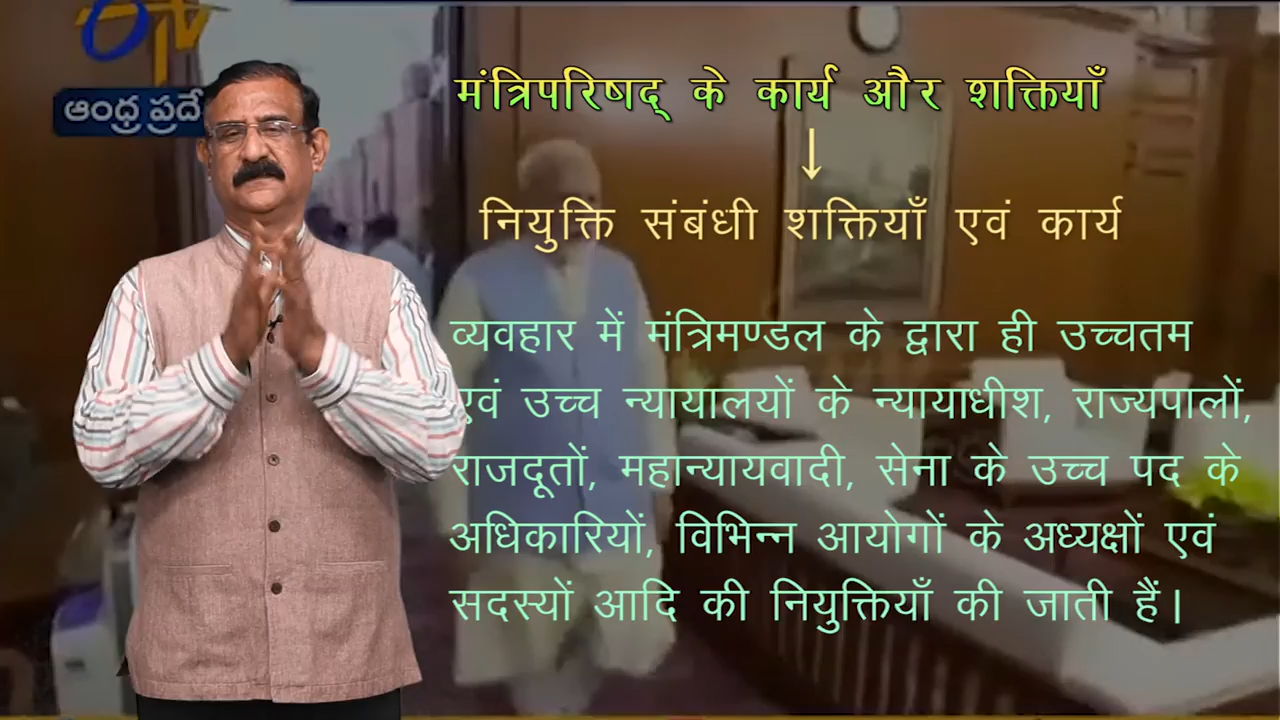 ETV
ఆంధ్ర ప్రదే
मंत्रिपरिषद् के कार्य और शक्तियाँ
↓
नियुक्ति संबंधी शक्तियाँ एवं कार्य
व्यवहार में मंत्रिमण्डल के द्वारा ही उच्चतम
एवं उच्च न्यायालयों के न्यायाधीश, राज्यपालों,
राजदूतों, महान्यायवादी, सेना के उच्च पद के
अधिकारियों, विभिन्न आयोगों के अध्यक्षों एवं
सदस्यों आदि की नियुक्तियाँ की जाती हैं।